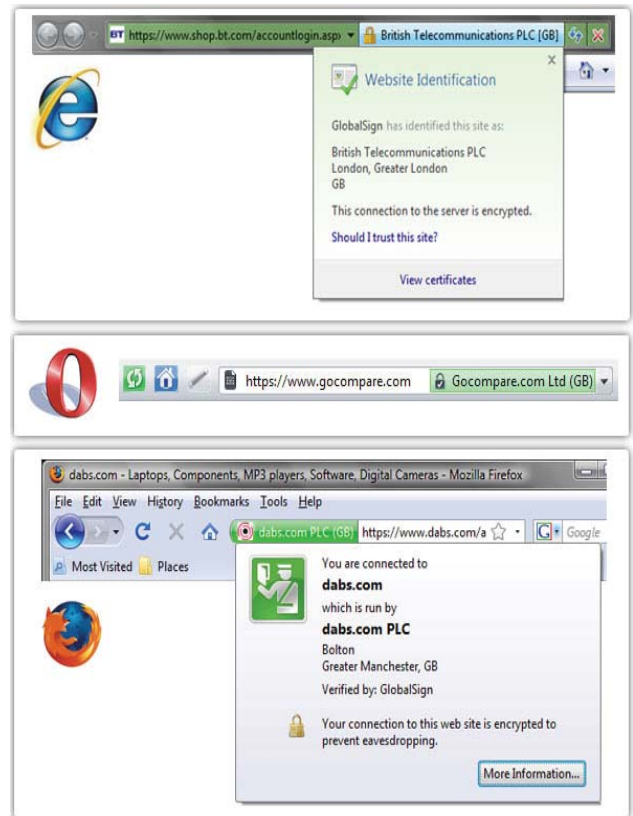 BT https://www.shop.bt.com/accountlogin.asp British Telecommunications PLC [GB]
Website Identification
GlobalSign has identified this site as:
British Telecommunications PLC
London, Greater London
GB
This connection to the server is encrypted.
Should I trust this site?
View certificates
https://www.gocompare.com Gocompare.com Ltd (GB)
dabs.com - Laptops, Components, MP3 players, Software, Digital Cameras - Mozilla Firefox
File Edit View History Bookmarks Tools Help
dabs.com PLC (GB) https://www.dabs.com/a G Google
Most Visited Places
You are connected to
dabs.com
which is run by
dabs.com PLC
Bolton
Greater Manchester, GB
Verified by: GlobalSign
Your connection to this web site is encrypted to
prevent eavesdropping.
More Information...